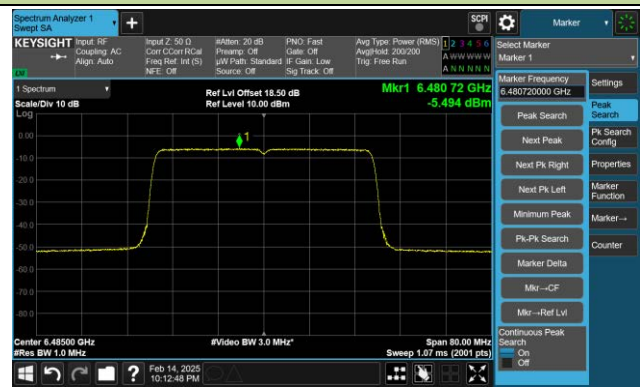 Spectrum Analyzer 1
Swept SA
SCPI
Marker
KEYSIGHT
Input: RF
Coupling: AC
Align: Auto
Input Z: 50 Ω
Corr CCorr RCal
Freq Ref: Int (S)
NFE: Off
#Atten: 20 dB
Preamp: Off
µW Path: Standard
Source: Off
PNO: Fast
Gate: Off
IF Gain: Low
Sig Track: Off
Avg Type: Power (RMS)
Avg|Hold: 200/200
Trig: Free Run
1 2 3 4 5 6
A W W W W W
A N N N N N
Select Marker
Marker 1
1 Spectrum
Scale/Div 10 dB
Log
Ref Lvl Offset 18.50 dB
Ref Level 10.00 dBm
Mkr1 6.480 72 GHz
-5.494 dBm
1
0.00
-10.0
-20.0
-30.0
-40.0
-50.0
-60.0
-70.0
-80.0
Center 6.48500 GHz
#Res BW 1.0 MHz
#Video BW 3.0 MHz*
Span 80.00 MHz
Sweep 1.07 ms (2001 pts)
Marker Frequency
6.480720000 GHz
Peak Search
Next Peak
Next Pk Right
Next Pk Left
Minimum Peak
Pk-Pk Search
Marker Delta
Mkr→CF
Mkr→Ref Lvl
Continuous Peak
Search
On
Off
Settings
Peak
Search
Pk Search
Config
Properties
Marker
Function
Marker→
Counter
?
Feb 14, 2025
10:12:48 PM